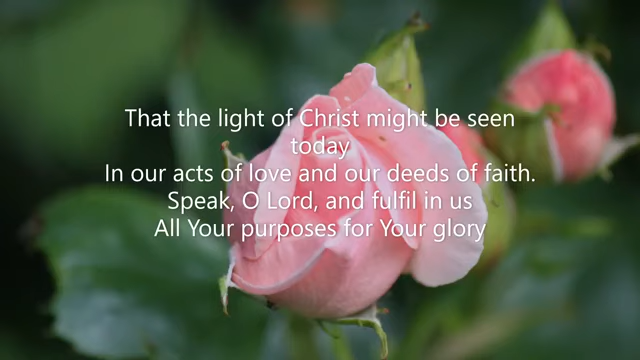 That the light of Christ might be seen
today
In our acts of love and our deeds of faith.
Speak, O Lord, and fulfil in us
All Your purposes for Your glory